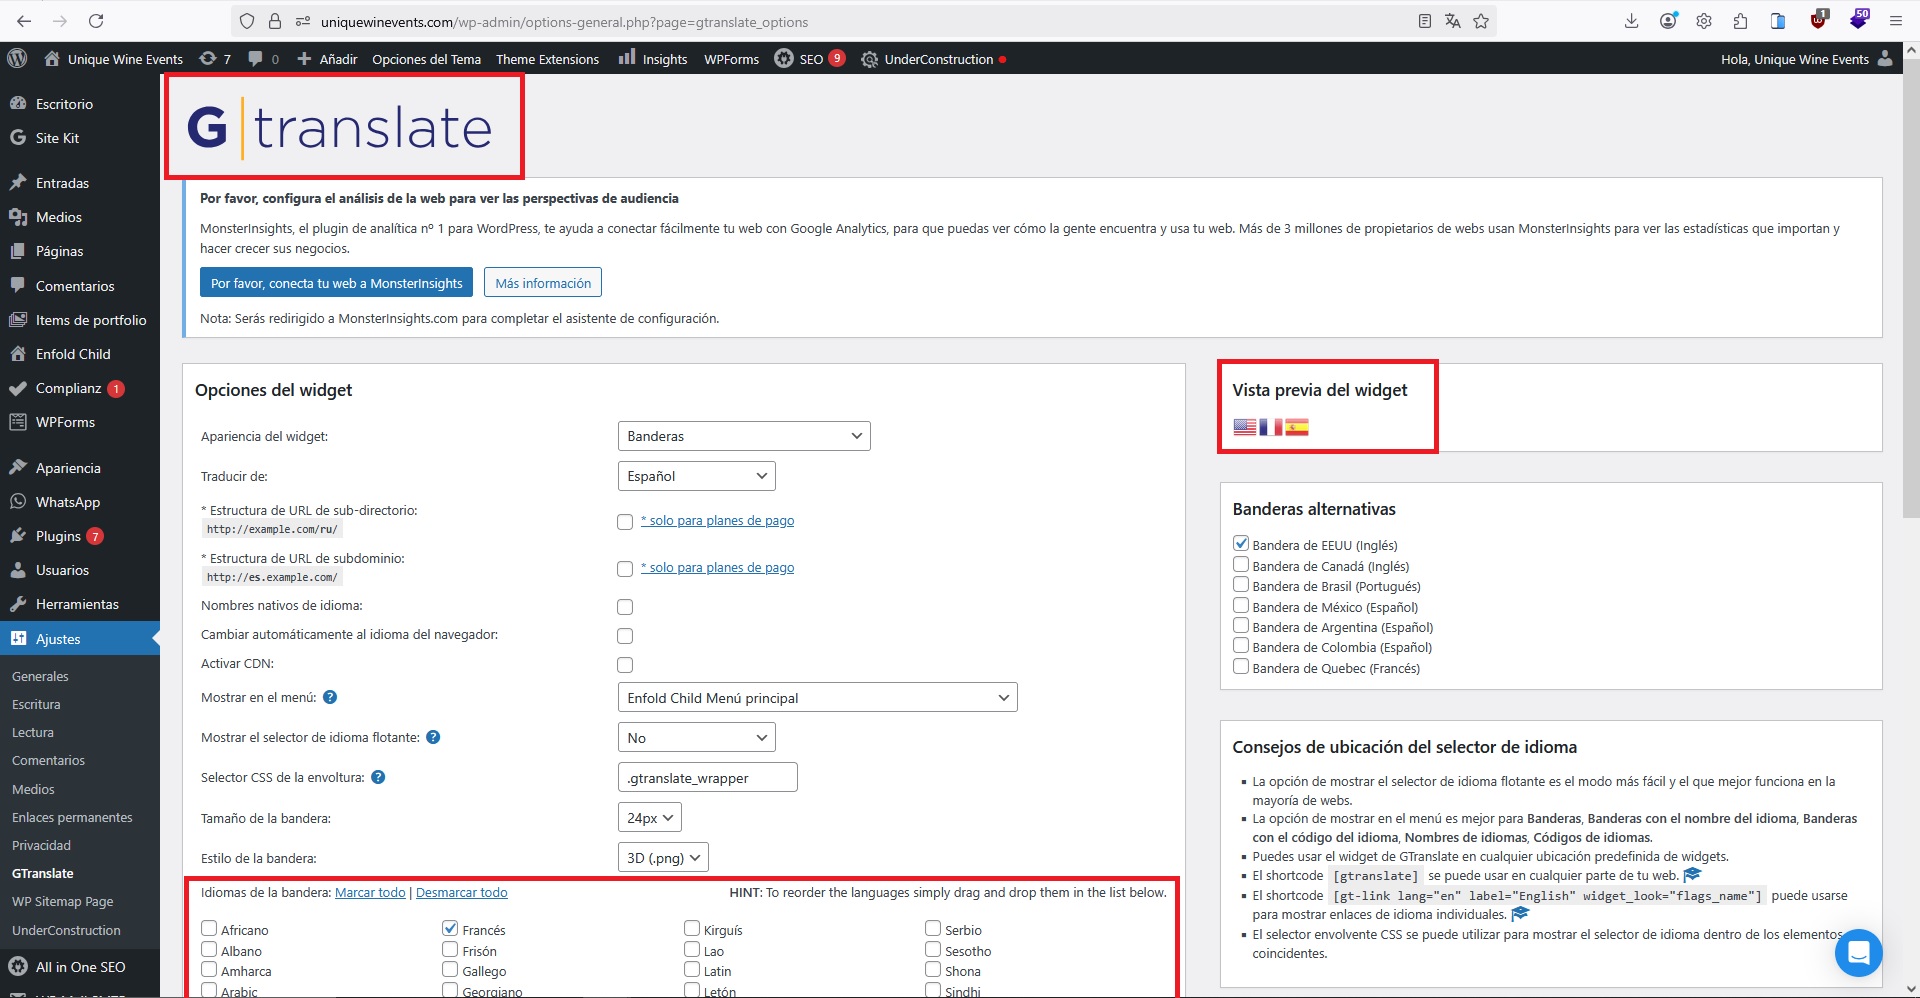 uniquewinevents.com/wp-admin/options-general.php?page=gtranslate_options
1
50
Unique Wine Events
7
0
Añadir
Opciones del Tema
Theme Extensions
Insights
WPForms
SEO
9
UnderConstruction
Hola, Unique Wine Events
Escritorio
Site Kit
Entradas
Medios
Páginas
Comentarios
Items de portfolio
Enfold Child
Complianz 1
WPForms
Apariencia
WhatsApp
Plugins 7
Usuarios
Herramientas
Ajustes
Generales
Escritura
Lectura
Comentarios
Medios
Enlaces permanentes
Privacidad
GTranslate
WP Sitemap Page
UnderConstruction
All in One SEO
G|translate
Por favor, configura el análisis de la web para ver las perspectivas de audiencia
MonsterInsights, el plugin de analítica nº 1 para WordPress, te ayuda a conectar fácilmente tu web con Google Analytics, para que puedas ver cómo la gente encuentra y usa tu web. Más de 3 millones de propietarios de webs usan MonsterInsights para ver las estadísticas que importan y
hacer crecer sus negocios.
Por favor, conecta tu web a MonsterInsights
Más información
Nota: Serás redirigido a MonsterInsights.com para completar el asistente de configuración.
Opciones del widget
Apariencia del widget:
Banderas
Traducir de:
Español
* Estructura de URL de sub-directorio:
http://example.com/ru/
* solo para planes de pago
* Estructura de URL de subdominio:
http://es.example.com/
* solo para planes de pago
Nombres nativos de idioma:
Cambiar automáticamente al idioma del navegador:
Activar CDN:
Mostrar en el menú: ?
Enfold Child Menú principal
Mostrar el selector de idioma flotante: ?
No
Selector CSS de la envoltura: ?
.gtranslate_wrapper
Tamaño de la bandera:
24px
Estilo de la bandera:
3D (.png)
Idiomas de la bandera: Marcar todo | Desmarcar todo
HINT: To reorder the languages simply drag and drop them in the list below.
Africano
Francés
Kirguís
Serbio
Albano
Frisón
Lao
Sesotho
Amharca
Gallego
Latin
Shona
Arabic
Georgiano
Letón
Sindhi
Vista previa del widget
Banderas alternativas
Bandera de EEUU (Inglés)
Bandera de Canadá (Inglés)
Bandera de Brasil (Portugués)
Bandera de México (Español)
Bandera de Argentina (Español)
Bandera de Colombia (Español)
Bandera de Quebec (Francés)
Consejos de ubicación del selector de idioma
La opción de mostrar el selector de idioma flotante es el modo más fácil y el que mejor funciona en la
mayoría de webs.
La opción de mostrar en el menú es mejor para Banderas, Banderas con el nombre del idioma, Banderas
con el código del idioma, Nombres de idiomas, Códigos de idiomas.
Puedes usar el widget de GTranslate en cualquier ubicación predefinida de widgets.
El shortcode [gtranslate] se puede usar en cualquier parte de tu web.
El shortcode [gt-link lang="en" label="English" widget_look="flags_name"] puede usarse
para mostrar enlaces de idioma individuales.
El selector envolvente CSS se puede utilizar para mostrar el selector de idioma dentro de los elementos
coincidentes.